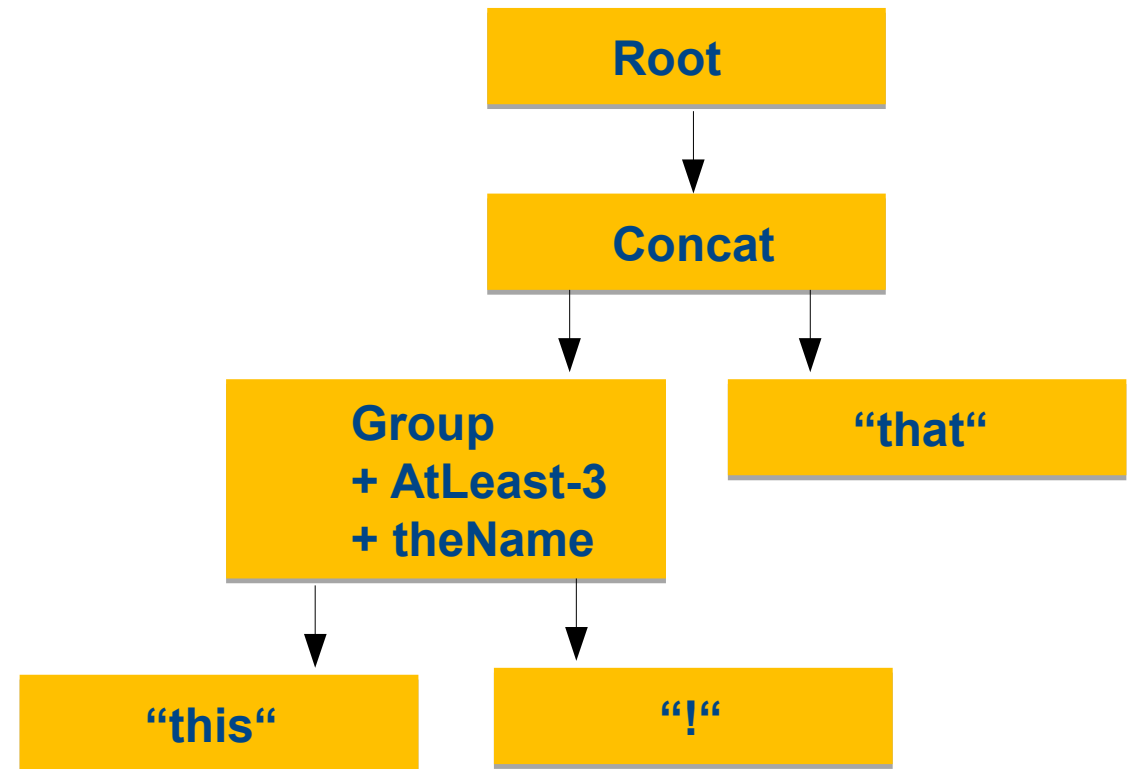 Root
Concat
Group
+ AtLeast-3
+ theName
“that“
“this“
“!“